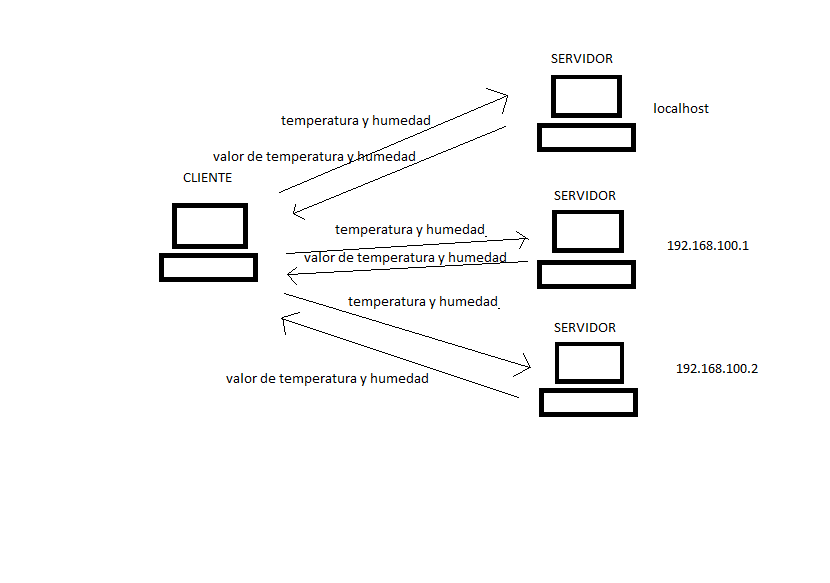 SERVIDOR
localhost
temperatura y humedad
valor de temperatura y humedad
CLIENTE
SERVIDOR
temperatura y humedad.
192.168.100.1
valor de temperatura y humedad
temperatura y humedad.
SERVIDOR
192.168.100.2
valor de temperatura y humedad